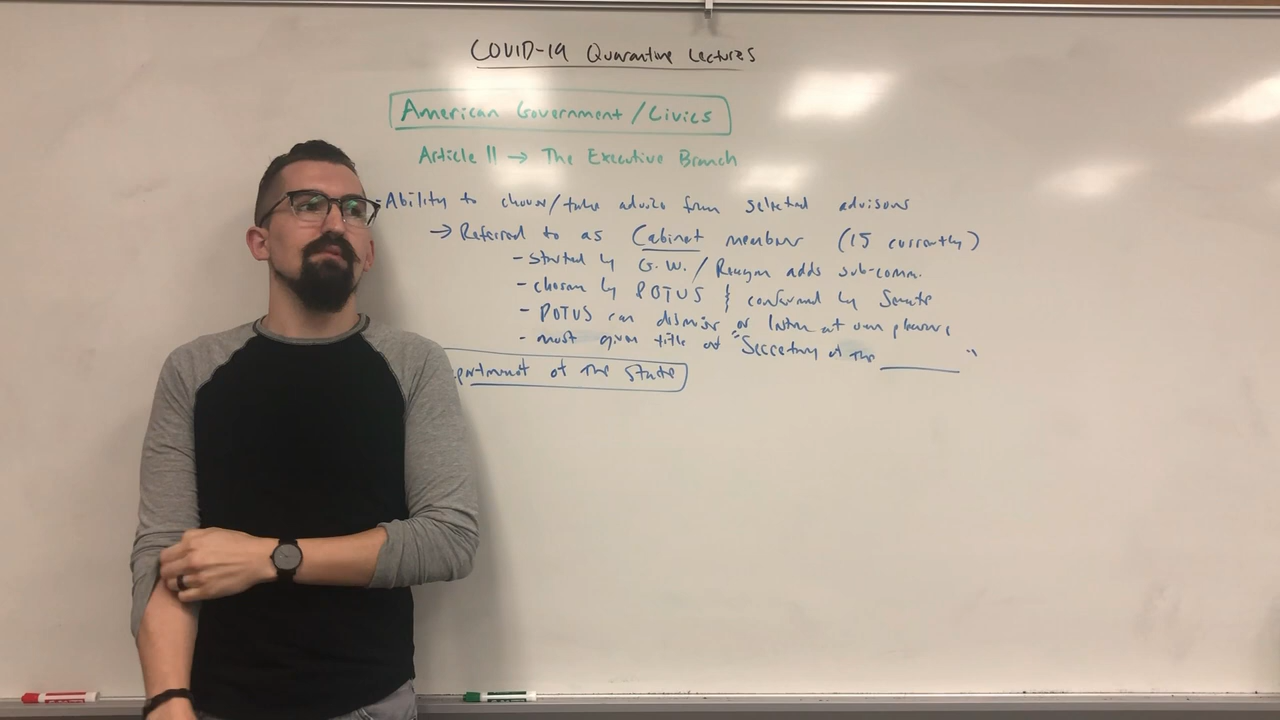 COVID-19 Quarantine Lectures
American Government/Civics
Article II → The Executive Branch
- Ability to choose/take advice from selected advisors
→ Referred to as Cabinet members (15 currently)
- started by G.W. / Reagan adds sub-comm.
- chosen by POTUS & confirmed by Senate
- POTUS can dismiss or at own pleasure
- most given title of "Secretary of the ______"
partment of the State